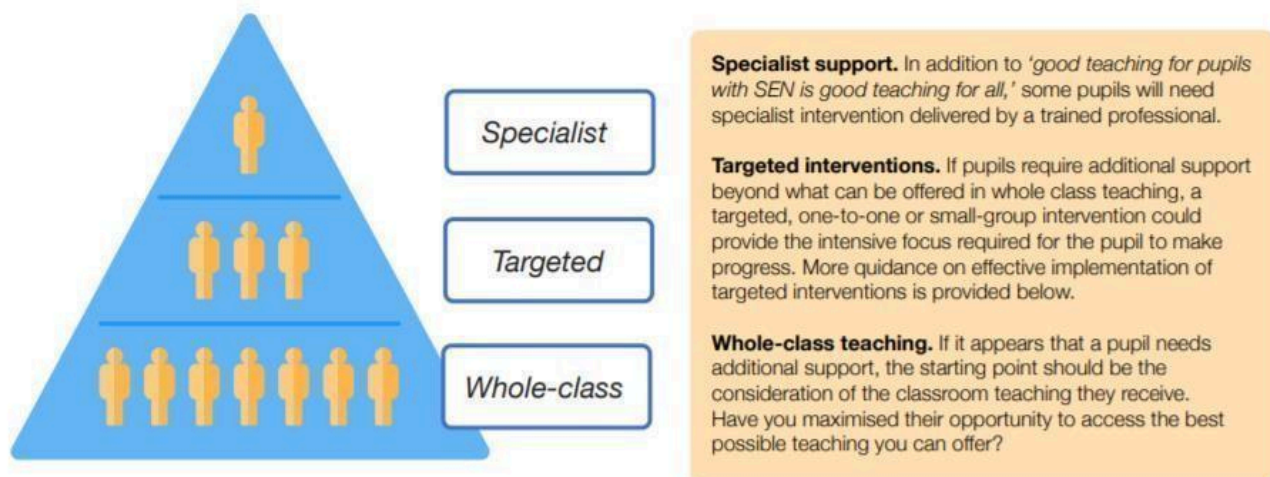 Specialist
Targeted
Whole-class
Specialist support. In addition to ‘good teaching for pupils
with SEN is good teaching for all,’ some pupils will need
specialist intervention delivered by a trained professional.
Targeted interventions. If pupils require additional support
beyond what can be offered in whole class teaching, a
targeted, one-to-one or small-group intervention could
provide the intensive focus required for the pupil to make
progress. More quidance on effective implementation of
targeted interventions is provided below.
Whole-class teaching. If it appears that a pupil needs
additional support, the starting point should be the
consideration of the classroom teaching they receive.
Have you maximised their opportunity to access the best
possible teaching you can offer?